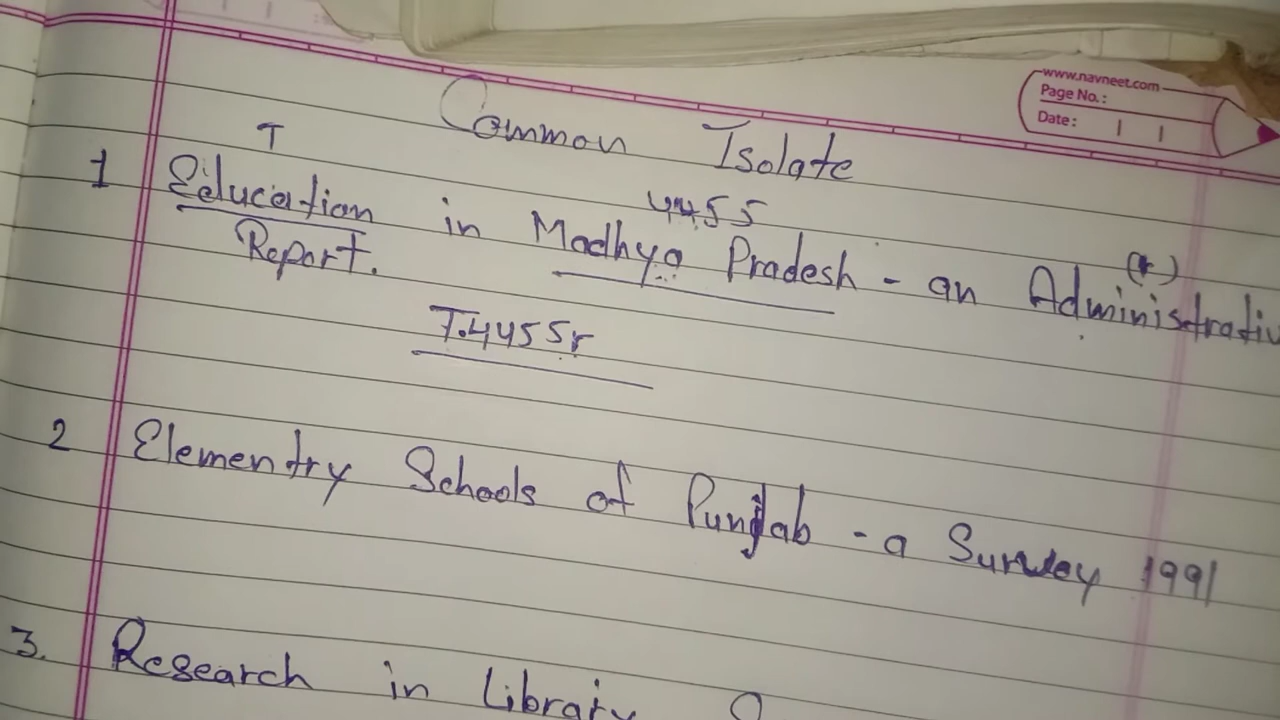 www.navneet.com
Page No.:
Date:
Common Isolate
T 4455 (r)
1 Education in Madhya Pradesh - an Administrativ
Report.
T.4455r
2 Elementry Schools of Punjab - a Survey 1991
3. Research in Library